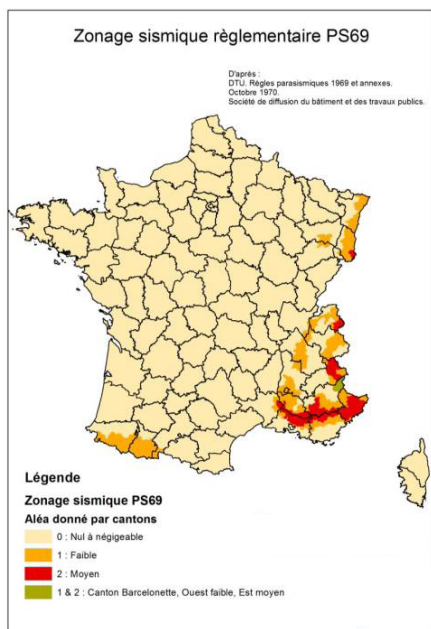 Zonage sismique règlementaire PS69
D'après :
DTU. Règles parasismiques 1969 et annexes.
Octobre 1970.
Société de diffusion du bâtiment et des travaux publics.
Légende
Zonage sismique PS69
Aléa donné par cantons
0 : Nul à négigeable
1 : Faible
2 : Moyen
1 & 2 : Canton Barcelonette, Ouest faible, Est moyen